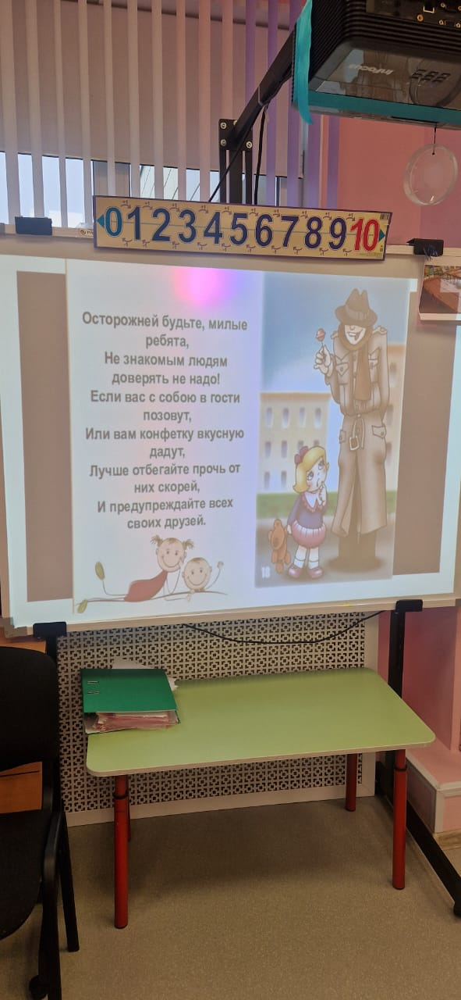 InFocus
0 1 2 3 4 5 6 7 8 9 10
Осторожней будьте, милые
ребята,
Не знакомым людям
доверять не надо!
Если вас с собою в гости
позовут,
Или вам конфетку вкусную
дадут,
Лучше отбегайте прочь от
них скорей,
И предупреждайте всех
своих друзей.
18